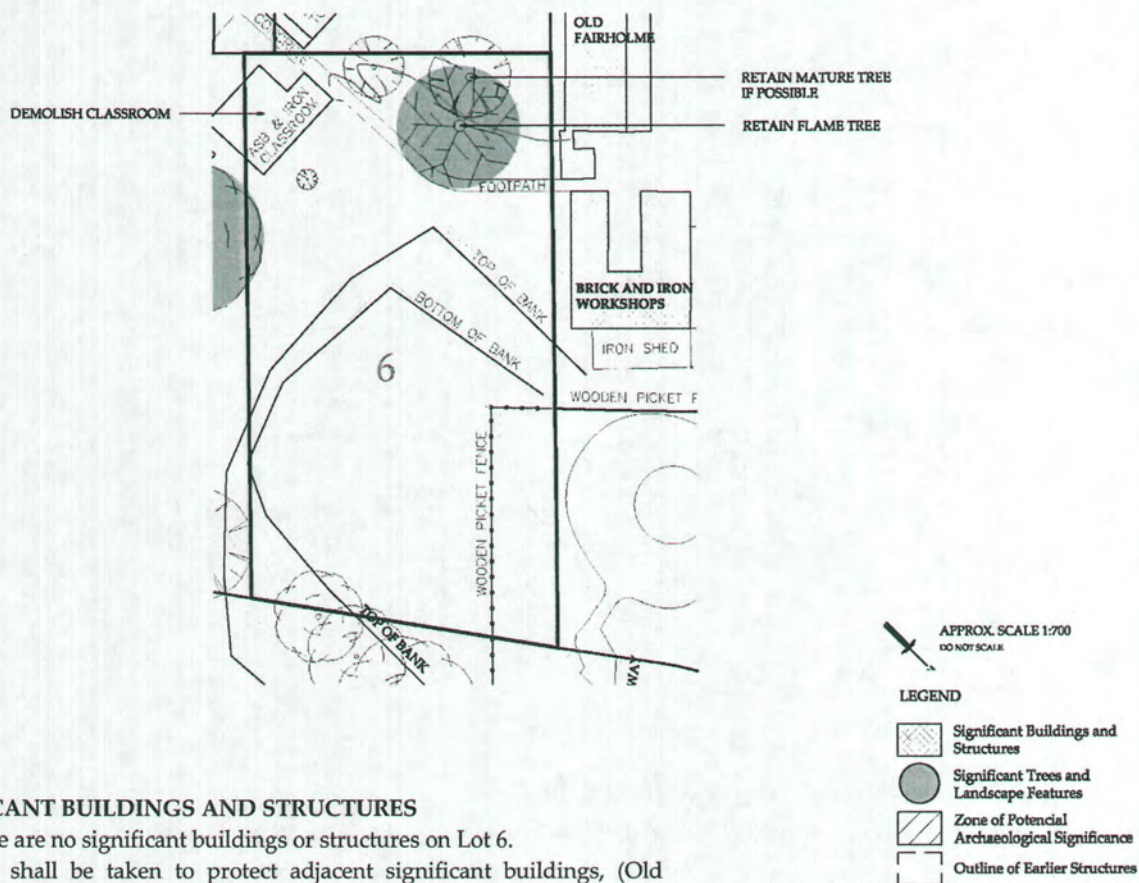 OLD
FAIRHOLME
RETAIN MATURE TREE
IF POSSIBLE
DEMOLISH CLASSROOM
ASB & IRON
CLASSROOM
RETAIN FLAME TREE
FOOTPATH
TOP OF BANK
BOTTOM OF BANK
BRICK AND IRON
WORKSHOPS
IRON SHED
6
WOODEN PICKET F
WOODEN PICKET FENCE
TOP OF BANK
WAY
APPROX. SCALE 1:700
DO NOT SCALE
LEGEND
Significant Buildings and
Structures
Significant Trees and
Landscape Features
Zone of Potencial
Archaeological Significance
Outline of Earlier Structures
CANT BUILDINGS AND STRUCTURES
e are no significant buildings or structures on Lot 6.
shall be taken to protect adjacent significant buildings, (Old